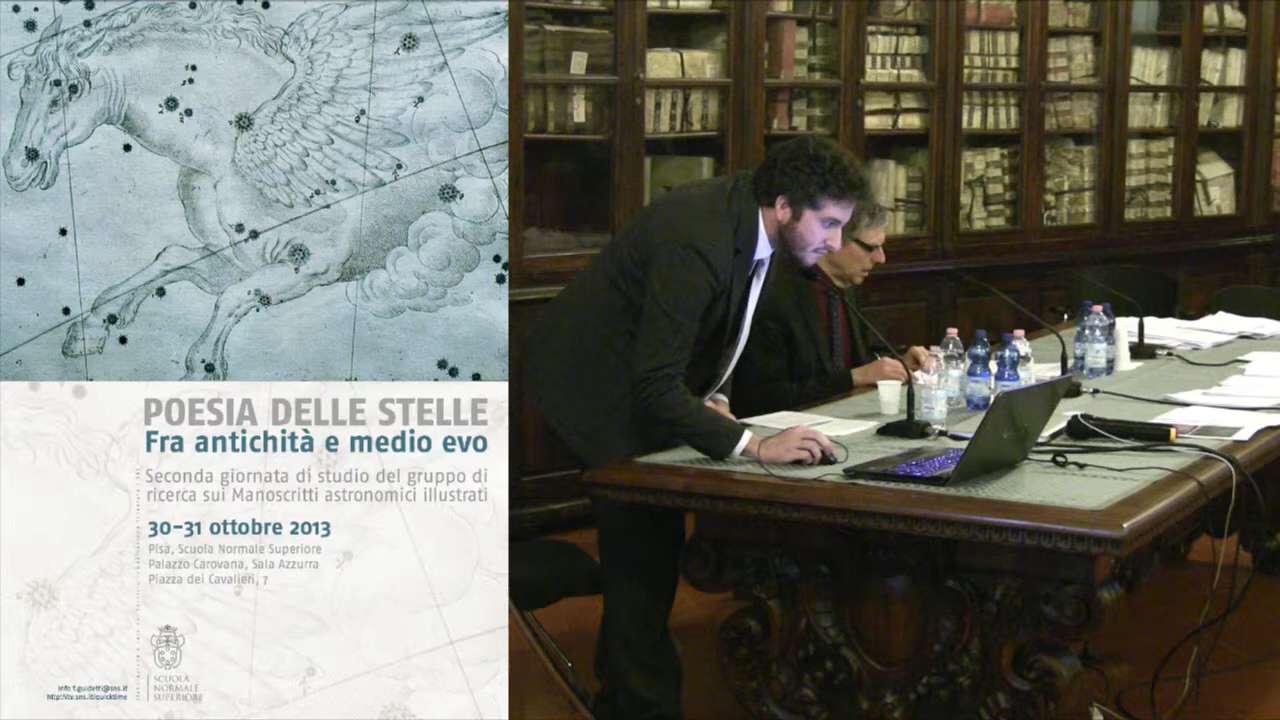 POESIA DELLE STELLE
Fra antichità e medio evo
Seconda giornata di studio del gruppo di
ricerca sui Manoscritti astronomici illustrati
30-31 ottobre 2013
Pisa, Scuola Normale Superiore
Palazzo Carovana, Sala Azzurra
Piazza dei Cavalieri, 7
SCUOLA
NORMALE
SUPERIORE